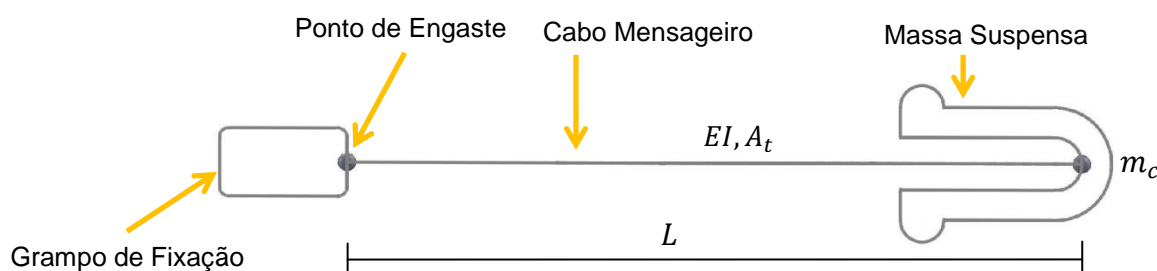 Ponto de Engaste
Cabo Mensageiro
Massa Suspensa
EI, A_t
m_c
L
Grampo de Fixação